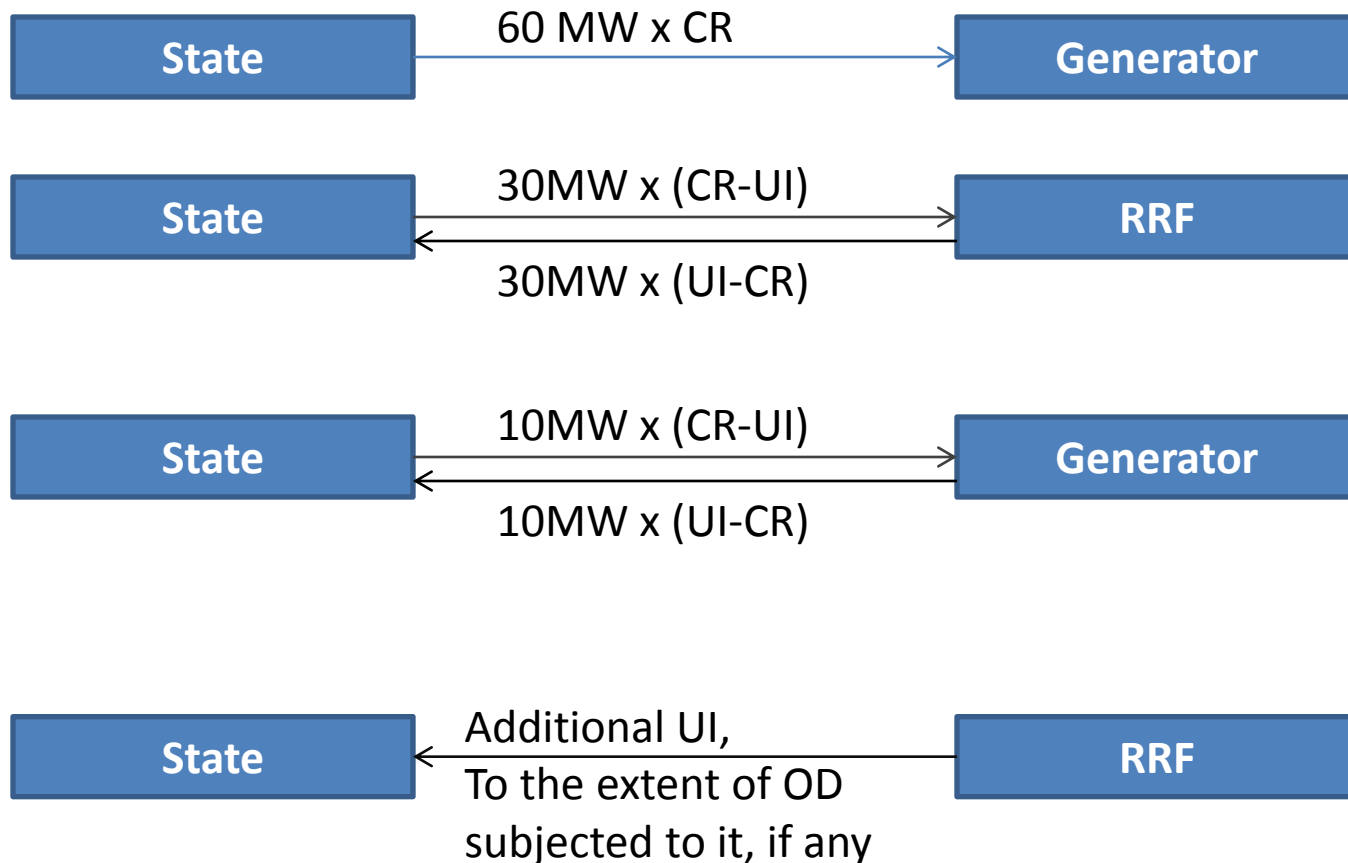 State
60 MW x CR
Generator
State
30MW x (CR-UI)
RRF
30MW x (UI-CR)
State
10MW x (CR-UI)
Generator
10MW x (UI-CR)
State
Additional UI,
RRF
To the extent of OD
subjected to it, if any